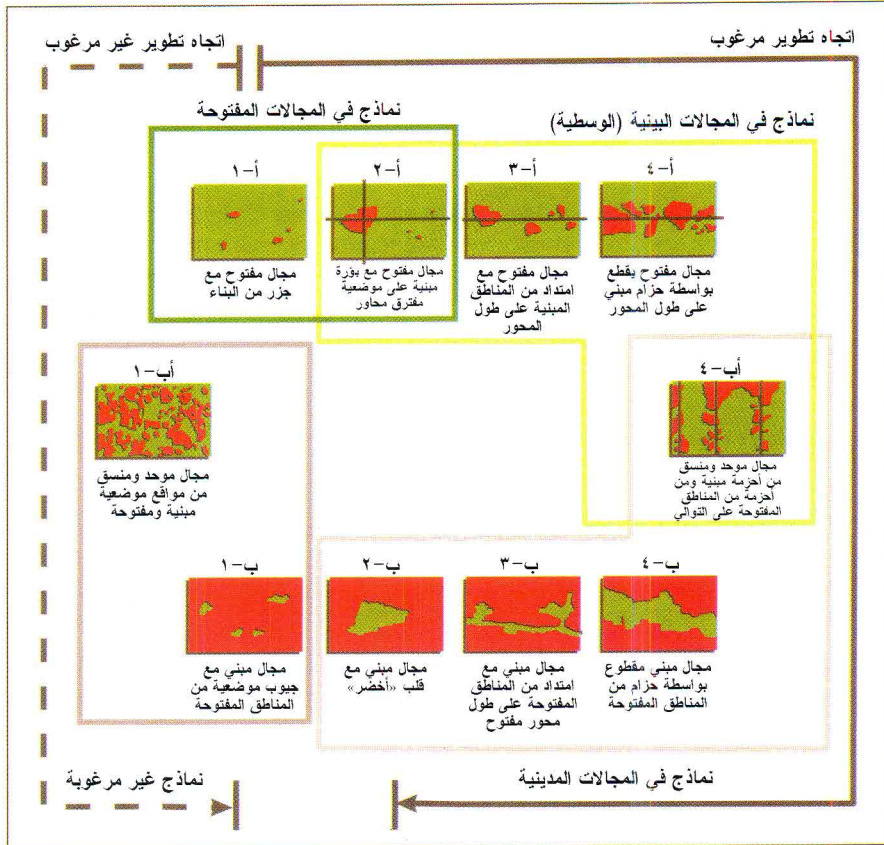 اتجاه تطوير مرغوب
اتجاه تطوير غير مرغوب
نماذج في المجالات المفتوحة
نماذج في المجالات البينية (الوسطية)
أ-١
مجال مفتوح مع
جزر من البناء
أ-٢
مجال مفتوح مع بؤرة
مبنية على موضعية
مفترق محاور
أ-٣
مجال مفتوح مع
امتداد من المناطق
المبنية على طول
المحور
أ-٤
مجال مفتوح يقطع
بواسطة حزام مبني
على طول المحور
أب-١
مجال موحد ومنسق
من مواقع موضعية
مبنية ومفتوحة
أب-٤
مجال موحد ومنسق
من أحزمة مبنية ومن
أحزمة من المناطق
المفتوحة على التوالي
ب-١
مجال مبني مع
جيوب موضعية من
المناطق المفتوحة
ب-٢
مجال مبني مع
قلب «أخضر»
ب-٣
مجال مبني مع
امتداد من المناطق
المفتوحة على طول
محور مفتوح
ب-٤
مجال مبني مقطوع
بواسطة حزام من
المناطق المفتوحة
نماذج في المجالات المدينية
نماذج غير مرغوبة